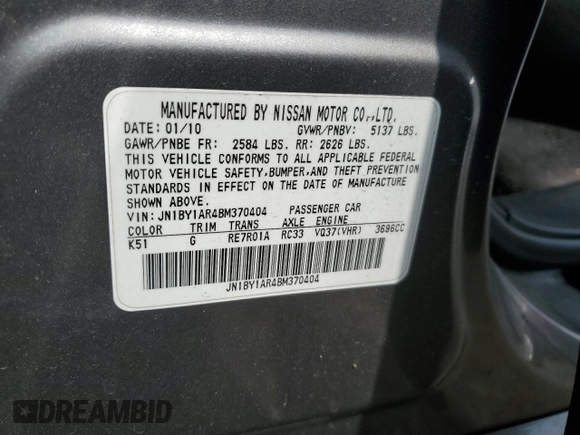 MANUFACTURED BY NISSAN MOTOR CO.,LTD.
DATE: 01/10 GVWR/PNBV: 5137 LBS.
GAWR/PNBE FR: 2584 LBS. RR: 2626 LBS.
THIS VEHICLE CONFORMS TO ALL APPLICABLE FEDERAL
MOTOR VEHICLE SAFETY,BUMPER,AND THEFT PREVENTION
STANDARDS IN EFFECT ON THE DATE OF MANUFACTURE
SHOWN ABOVE.
VIN: JN1BY1AR4BM370404 PASSENGER CAR
COLOR TRIM TRANS AXLE ENGINE
K51 G RE7R01A RC33 VQ37(VHR) 3696CC
JN1BY1AR4BM370404
DREAMBID